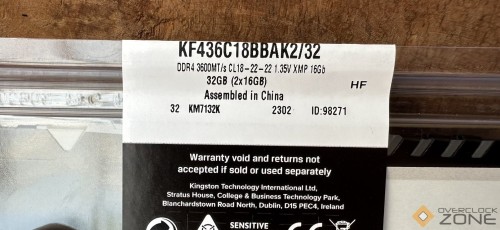 KF436C18BBAK2/32
DDR4 3600MT/s CL18-22-22 1.35V XMP 16Gb
32GB (2x16GB)
HF
Assembled in China
32 KM7132K 2302 ID:98271
Warranty void and returns not
accepted if sold or used separately
Kingston Technology International Ltd,
Stratus House, College & Business Technology Park,
Blanchardstown Road North, Dublin, D15 PEC4, Ireland
SENSITIVE
OVERCLOCK
ZONE